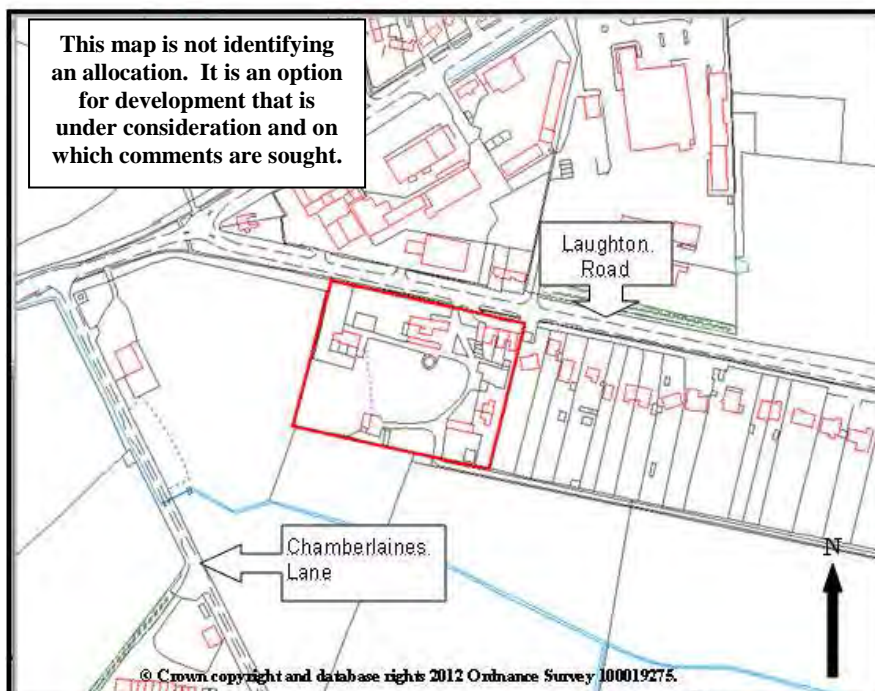 This map is not identifying
an allocation.  It is an option
for development that is
under consideration and on
which comments are sought.
Laughton
Road
Chamberlaines
Lane
N
© Crown copyright and database rights 2012 Ordnance Survey 100019275.